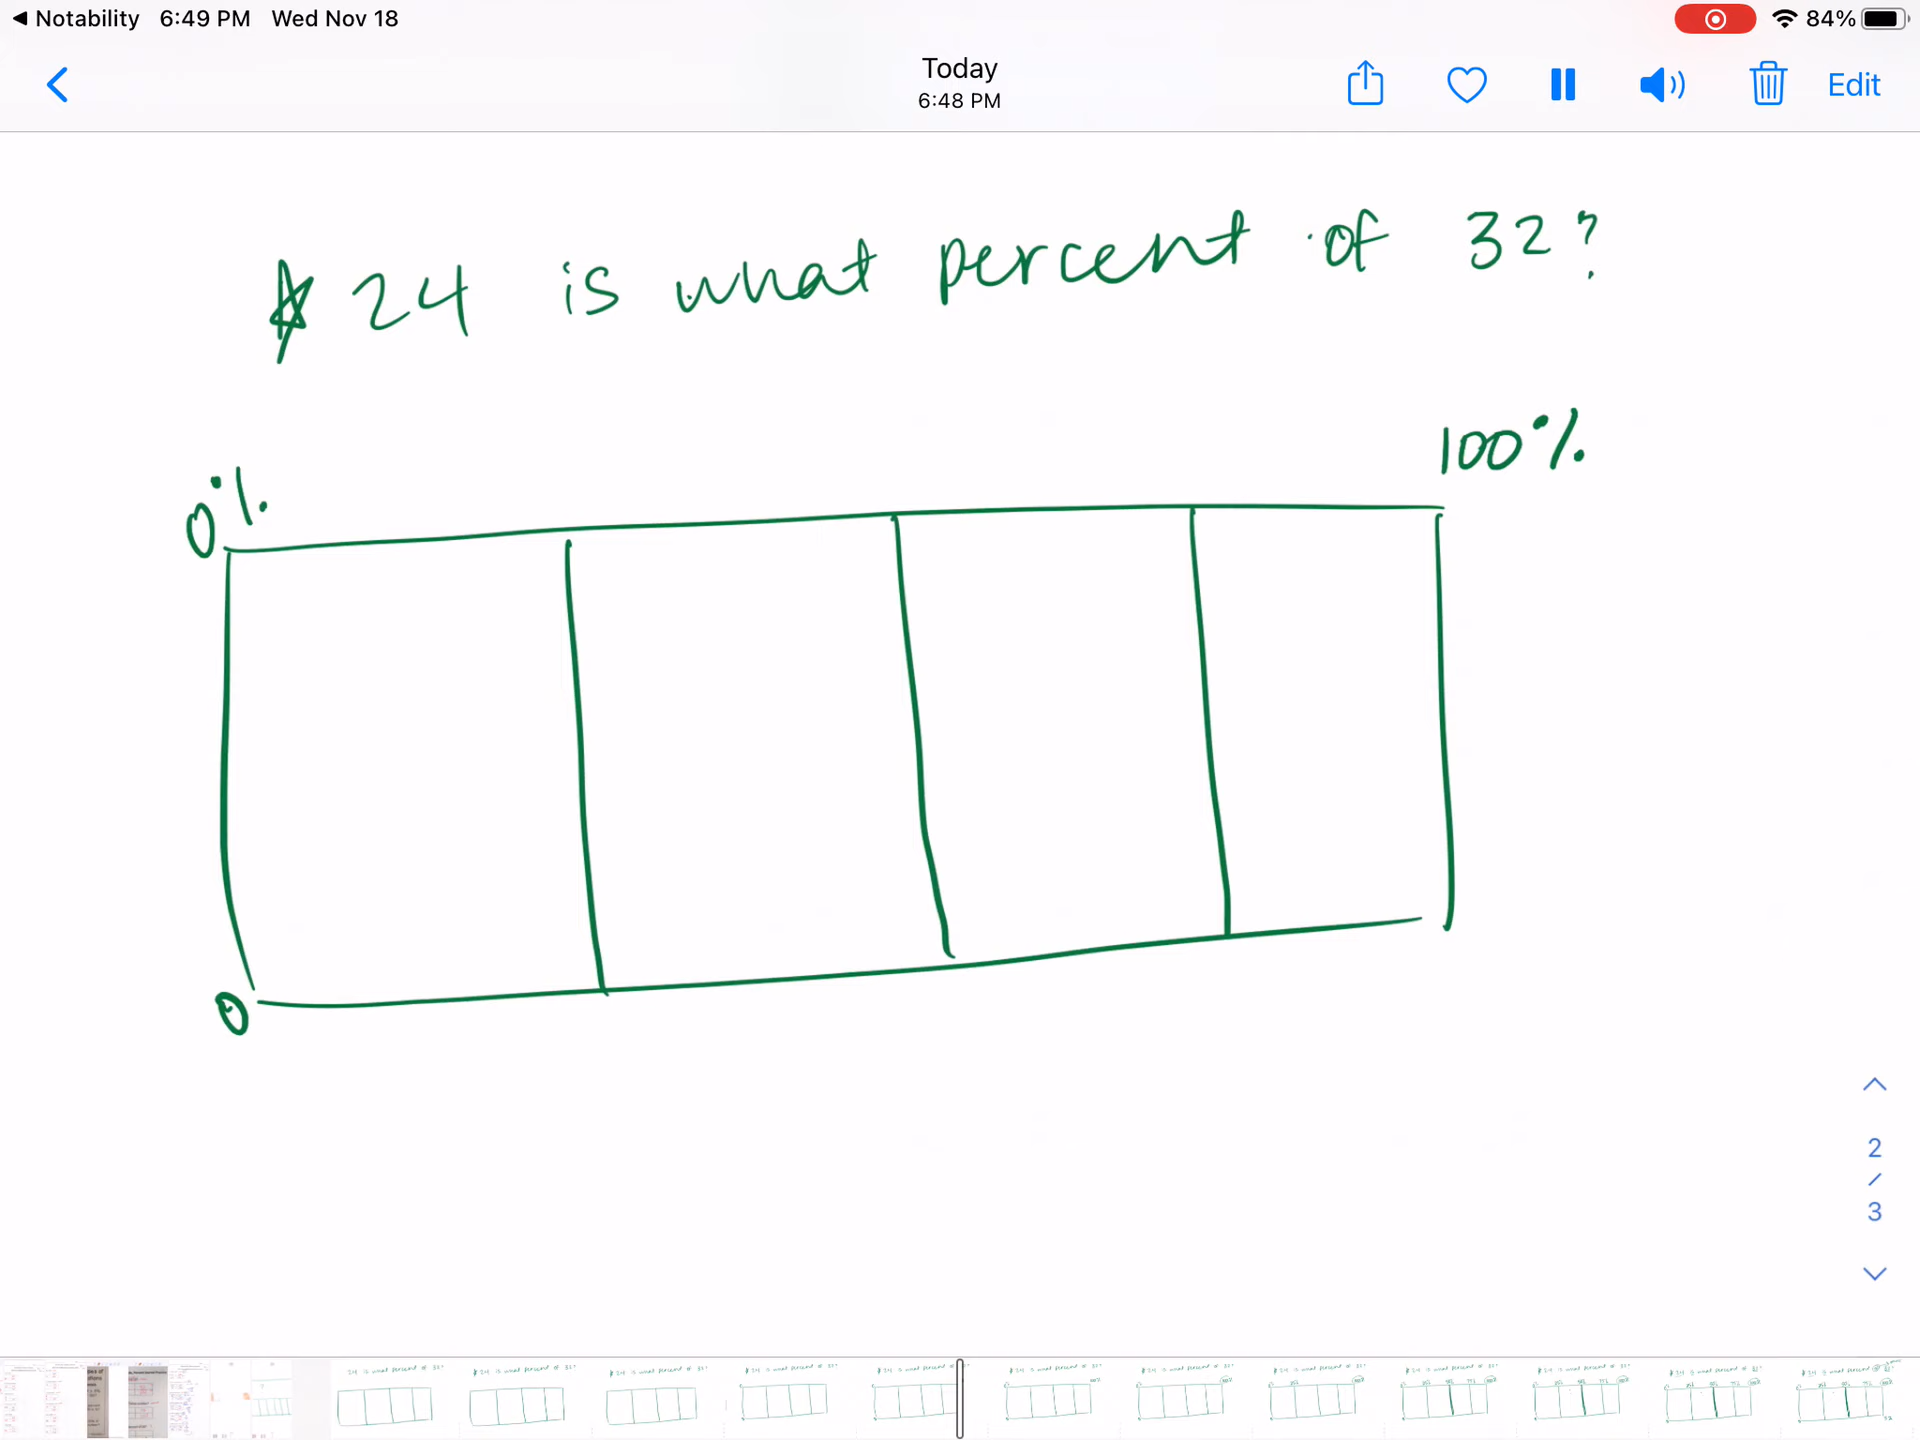 ◀ Notability 6:49 PM Wed Nov 18 84%
Today
6:48 PM
Edit
24 is what percent of 32?
0% 100%
0
2
/
3